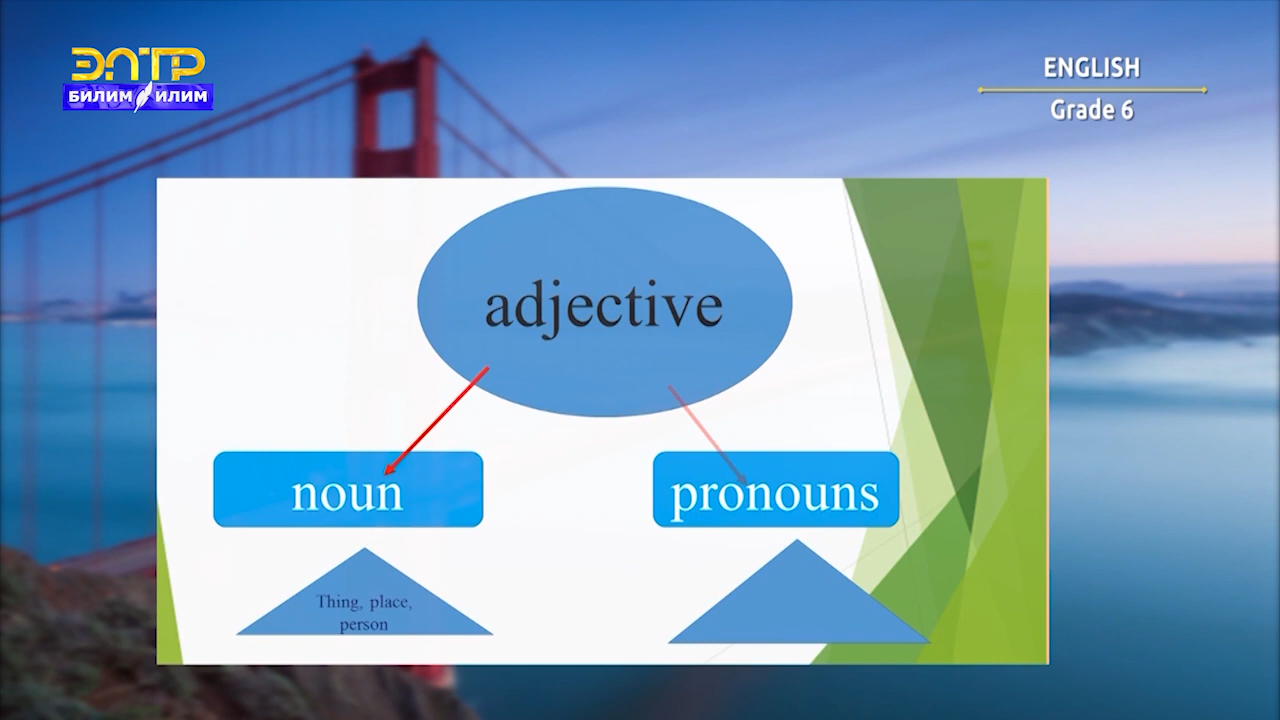 ЭЛТР
БИЛИМ ИЛИМ
ENGLISH
Grade 6
adjective
noun
pronouns
Thing, place,
person